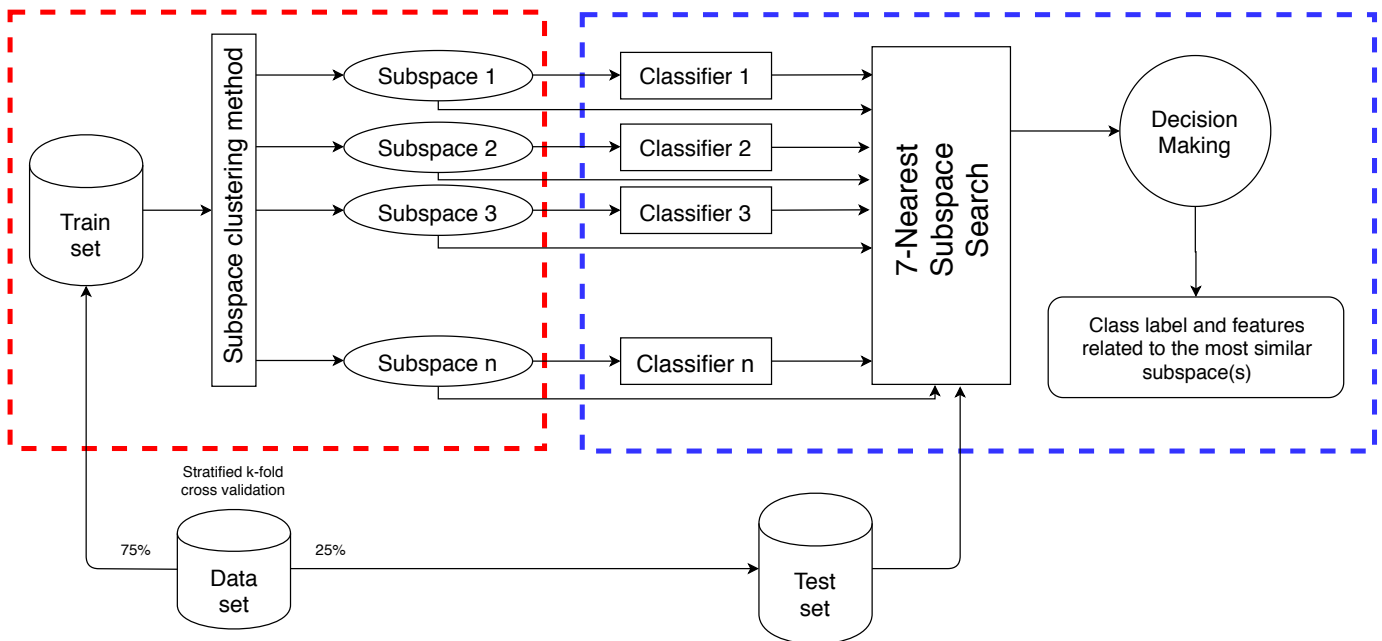 Train
set
Subspace clustering method
Subspace 1
Subspace 2
Subspace 3
Subspace n
Classifier 1
Classifier 2
Classifier 3
Classifier n
7-Nearest
Subspace
Search
Decision
Making
Class label and features
related to the most similar
subspace(s)
Stratified k-fold
cross validation
75%
Data
set
25%
Test
set